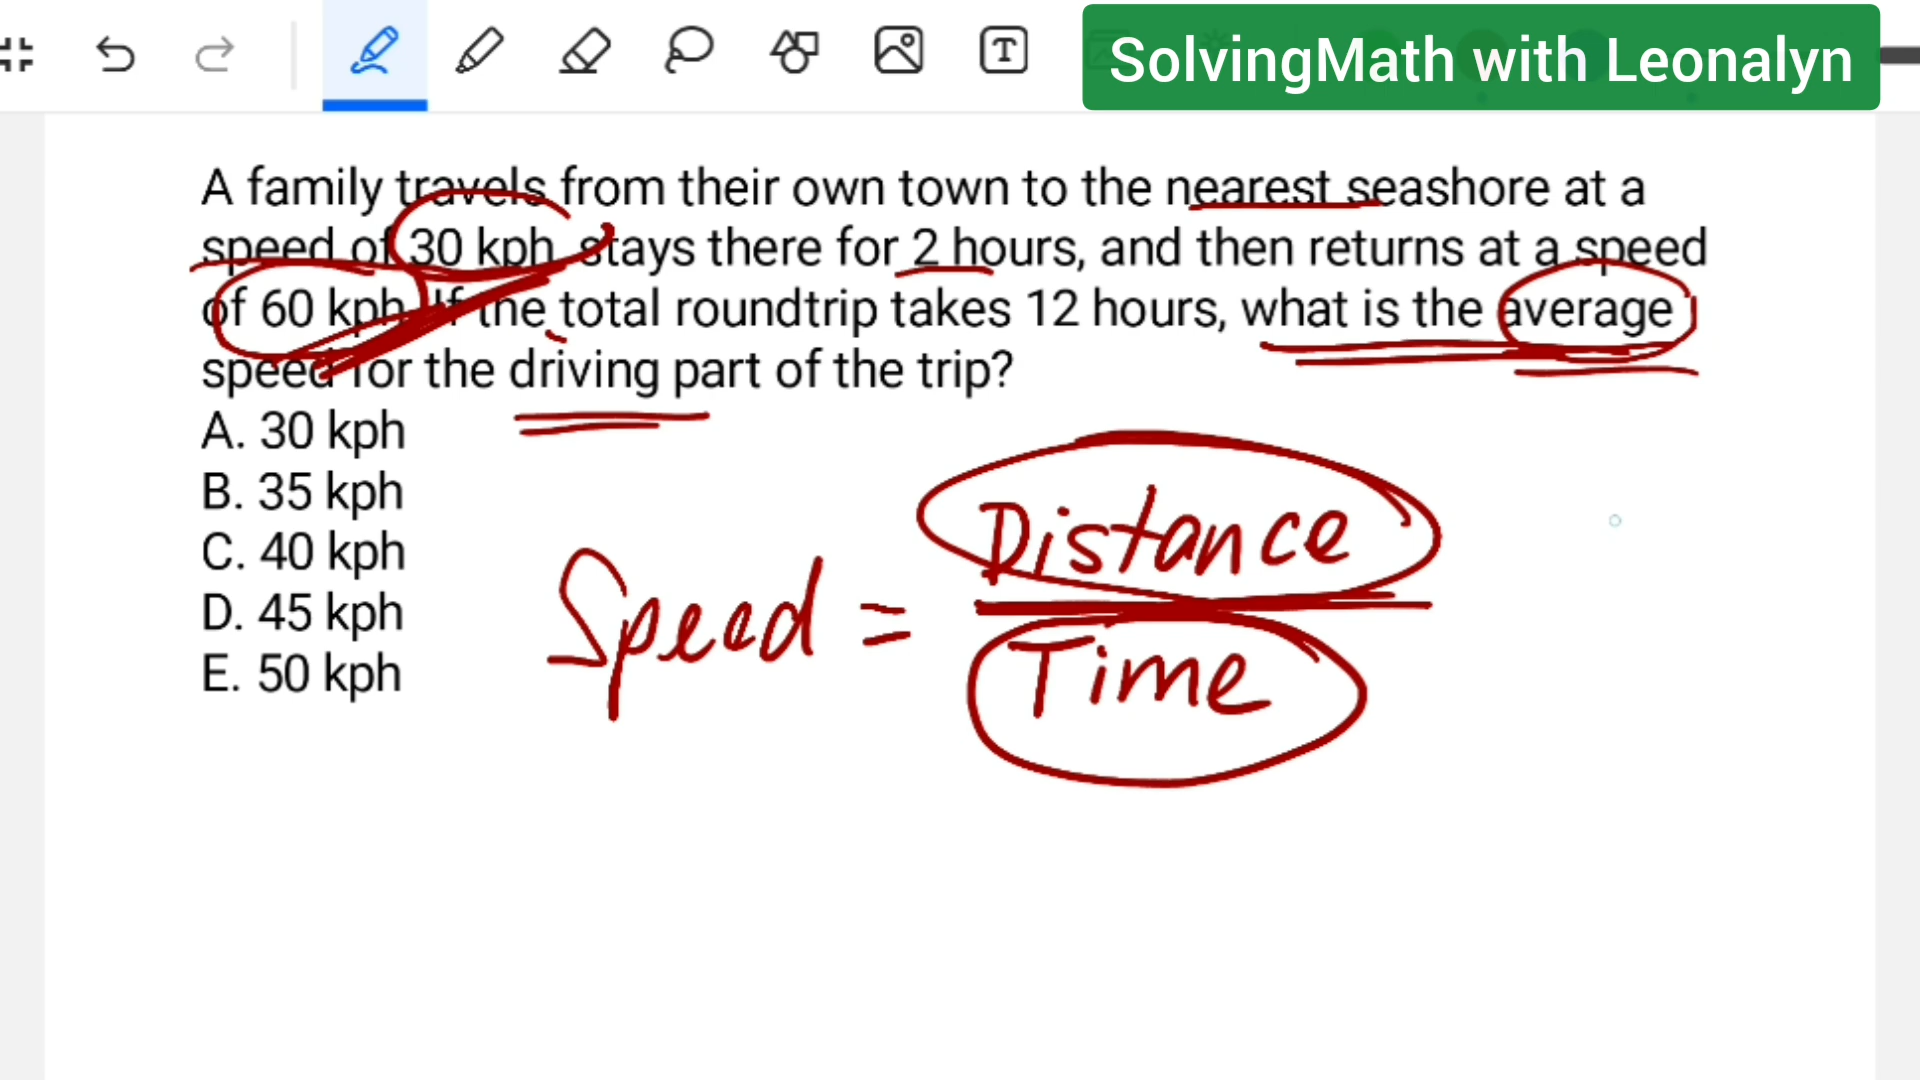 SolvingMath with Leonalyn
A family travels from their own town to the nearest seashore at a
speed of 30 kph, stays there for 2 hours, and then returns at a speed
of 60 kph. If the total roundtrip takes 12 hours, what is the average
speed for the driving part of the trip?
A. 30 kph
B. 35 kph
C. 40 kph
D. 45 kph
E. 50 kph
Speed = Distance
Time